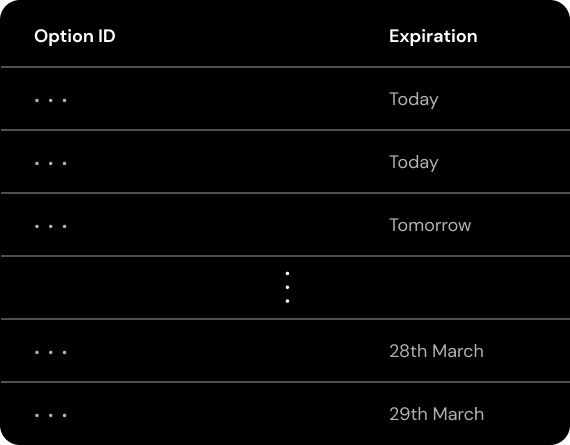 Option ID Expiration
... Today
... Today
... Tomorrow
⋮
... 28th March
... 29th March